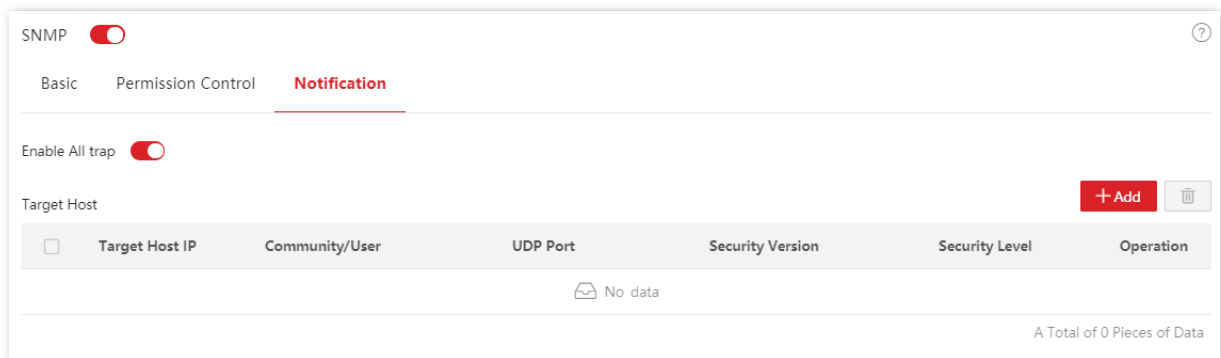 SNMP ?
Basic Permission Control Notification
Enable All trap
Target Host + Add
Target Host IP Community/User UDP Port Security Version Security Level Operation
No data
A Total of 0 Pieces of Data